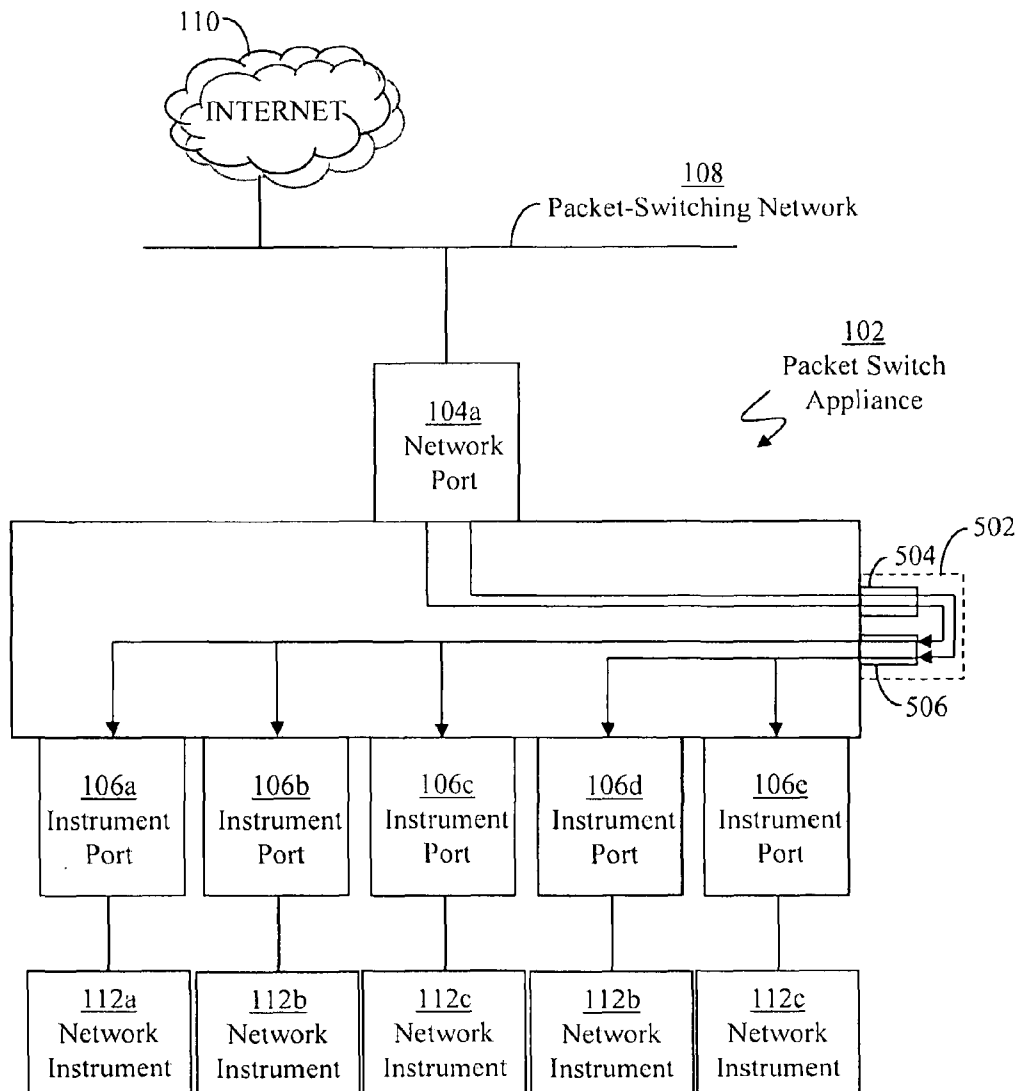 110
INTERNET
108
Packet-Switching Network
102
Packet Switch
Appliance
104a
Network
Port
502
504
506
106a
Instrument
Port
106b
Instrument
Port
106c
Instrument
Port
106d
Instrument
Port
106e
Instrument
Port
112a
Network
Instrument
112b
Network
Instrument
112c
Network
Instrument
112b
Network
Instrument
112c
Network
Instrument